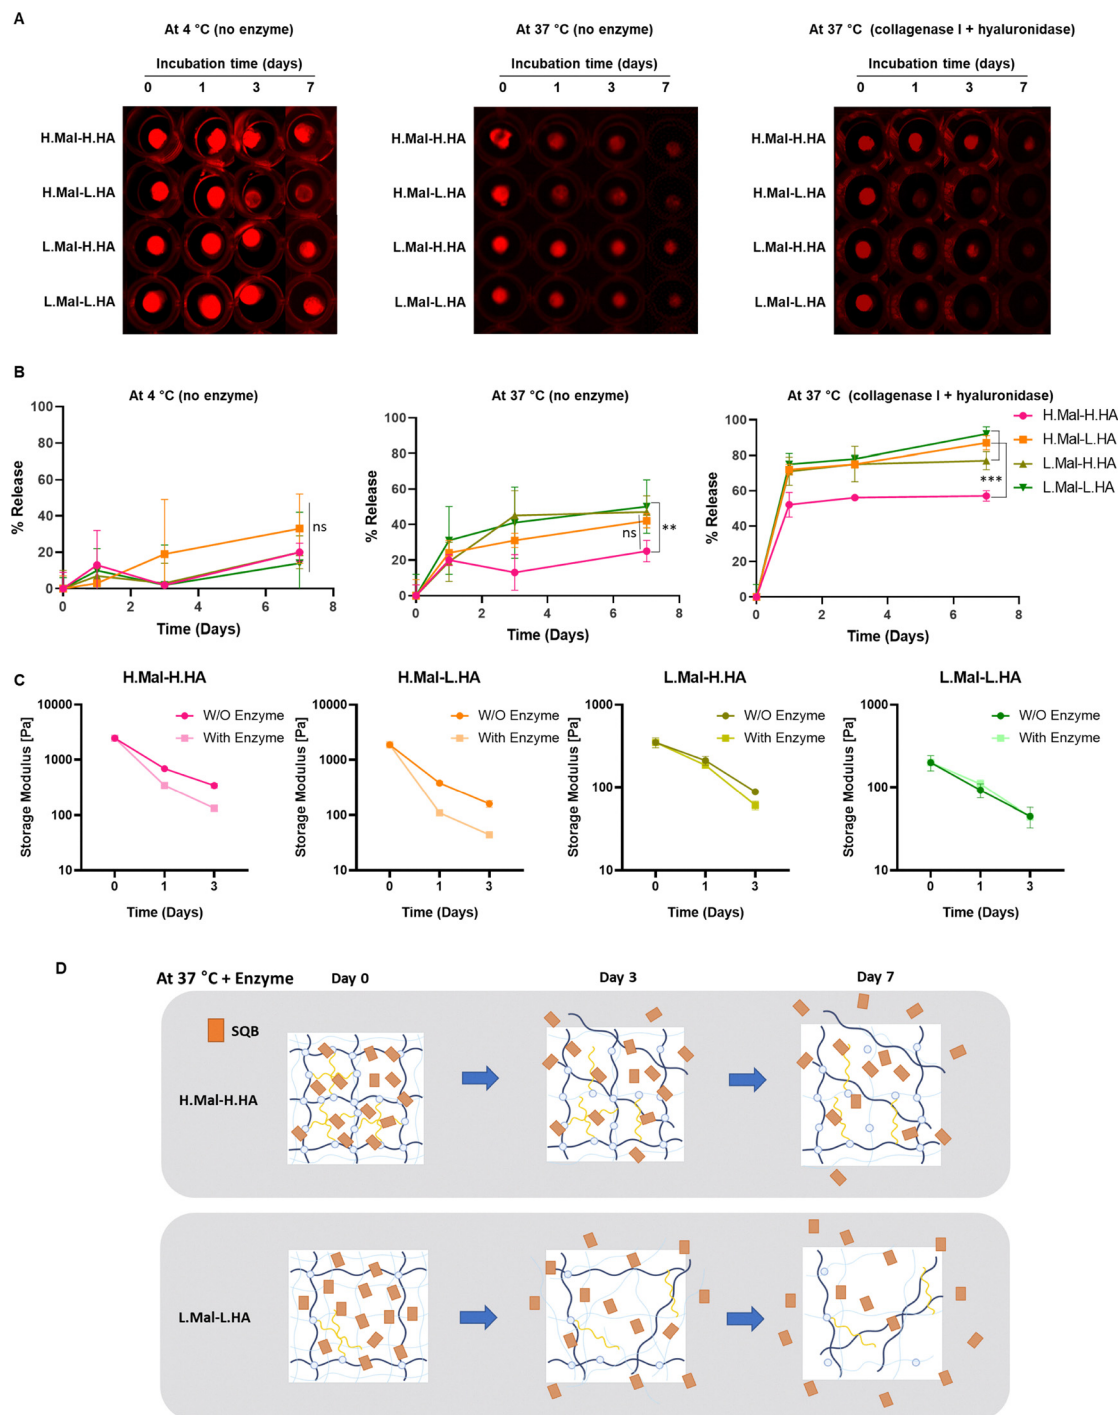 A
At 4 °C (no enzyme)
At 37 °C (no enzyme)
At 37 °C (collagenase I + hyaluronidase)
Incubation time (days)
Incubation time (days)
Incubation time (days)
0 1 3 7
0 1 3 7
0 1 3 7
H.Mal-H.HA
H.Mal-L.HA
L.Mal-H.HA
L.Mal-L.HA
H.Mal-H.HA
H.Mal-L.HA
L.Mal-H.HA
L.Mal-L.HA
H.Mal-H.HA
H.Mal-L.HA
L.Mal-H.HA
L.Mal-L.HA
B
At 4 °C (no enzyme)
% Release
100
80
60
40
20
0
ns
0 2 4 6 8
Time (Days)
At 37 °C (no enzyme)
% Release
100
80
60
40
20
0
ns
**
0 2 4 6 8
Time (Days)
At 37 °C (collagenase I + hyaluronidase)
% Release
100
80
60
40
20
0
***
0 2 4 6 8
Time (Days)
H.Mal-H.HA
H.Mal-L.HA
L.Mal-H.HA
L.Mal-L.HA
C
H.Mal-H.HA
Storage Modulus [Pa]
10000
1000
100
10
W/O Enzyme
With Enzyme
0 1 3
Time (Days)
H.Mal-L.HA
Storage Modulus [Pa]
10000
1000
100
10
W/O Enzyme
With Enzyme
0 1 3
Time (Days)
L.Mal-H.HA
Storage Modulus [Pa]
1000
100
10
W/O Enzyme
With Enzyme
0 1 3
Time (Days)
L.Mal-L.HA
Storage Modulus [Pa]
1000
100
10
W/O Enzyme
With Enzyme
0 1 3
Time (Days)
D
At 37 °C + Enzyme
Day 0
Day 3
Day 7
SQB
H.Mal-H.HA
L.Mal-L.HA